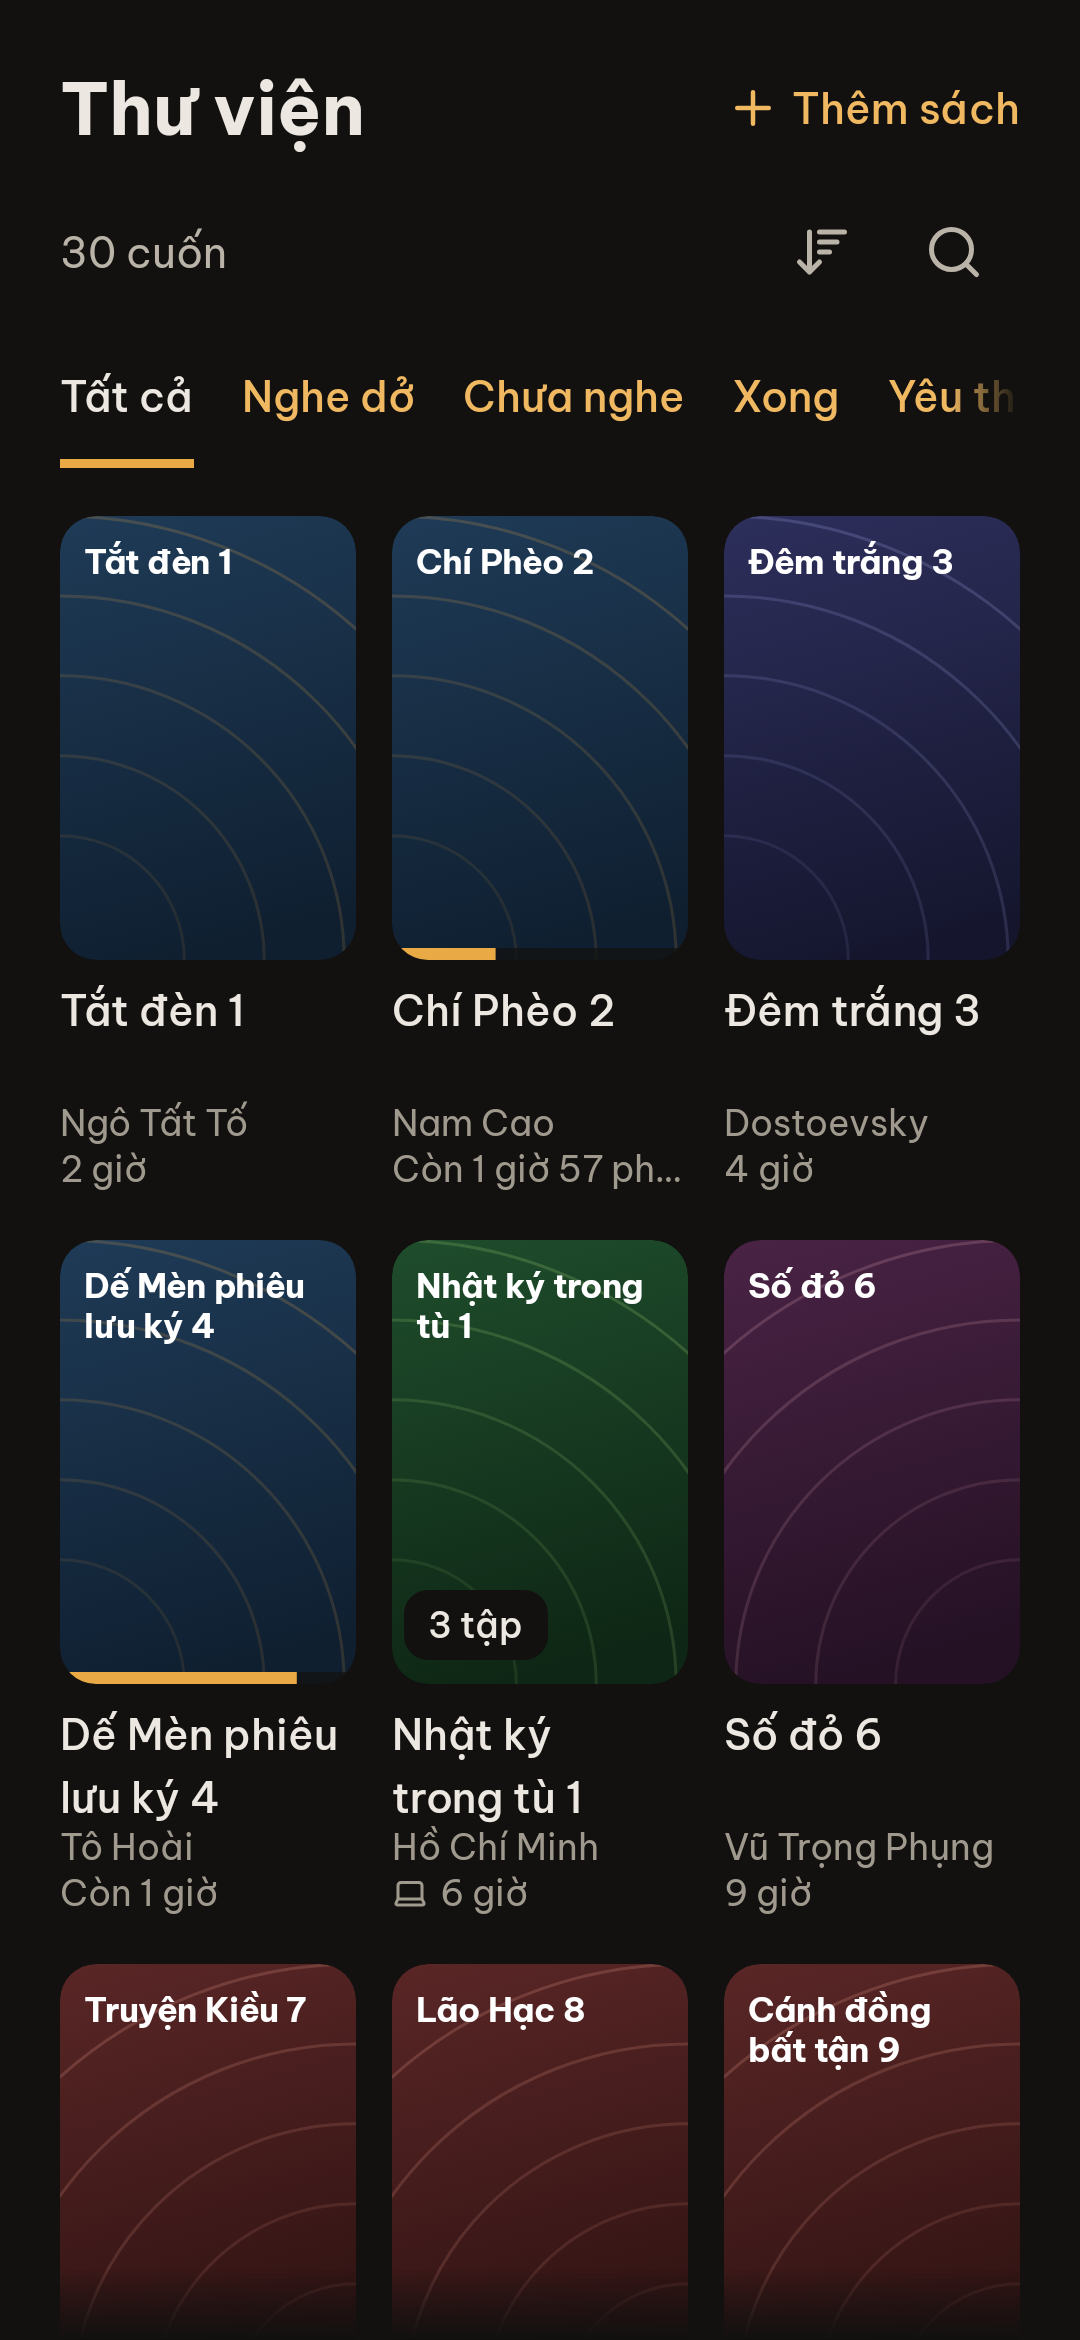 Thư viện
Thêm sách
30 cuốn
Tất cả
Nghe dở
Chưa nghe
Xong
Yêu th
Tắt đèn 1
Chí Phèo 2
Đêm trắng 3
Tắt đèn 1
Chí Phèo 2
Đêm trắng 3
Ngô Tất Tố
Nam Cao
Dostoevsky
2 giờ
Còn 1 giờ 57 ph...
4 giờ
Dế Mèn phiêu
lưu ký 4
Nhật ký trong
tù 1
Số đỏ 6
3 tập
Dế Mèn phiêu
lưu ký 4
Nhật ký
trong tù 1
Số đỏ 6
Tô Hoài
Hồ Chí Minh
Vũ Trọng Phụng
Còn 1 giờ
6 giờ
9 giờ
Truyện Kiều 7
Lão Hạc 8
Cánh đồng
bất tận 9